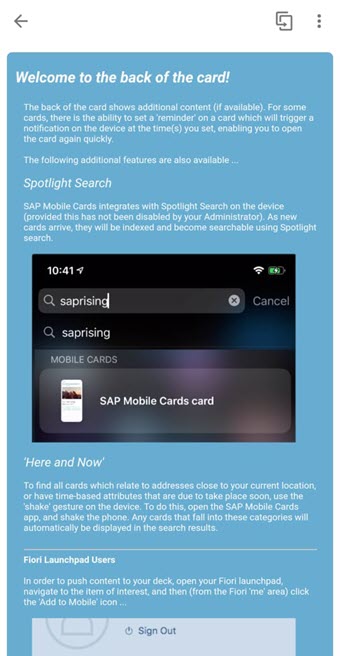 Welcome to the back of the card!
The back of the card shows additional content (if available). For some
cards, there is the ability to set a 'reminder' on a card which will trigger a
notification on the device at the time(s) you set, enabling you to open
the card again quickly.
The following additional features are also available ...
Spotlight Search
SAP Mobile Cards integrates with Spotlight Search on the device
(provided this has not been disabled by your Administrator). As new
cards arrive, they will be indexed and become searchable using Spotlight
search.
10:41
saprising Cancel
saprising
MOBILE CARDS
SAP Mobile Cards card
'Here and Now'
To find all cards which relate to addresses close to your current location,
or have time-based attributes that are due to take place soon, use the
'shake' gesture on the device. To do this, open the SAP Mobile Cards
app, and shake the phone. Any cards that fall into these categories will
automatically be displayed in the search results.
Fiori Launchpad Users
In order to push content to your deck, open your Fiori launchpad,
navigate to the item of interest, and then (from the Fiori 'me' area) click
the 'Add to Mobile' icon ...
Sign Out